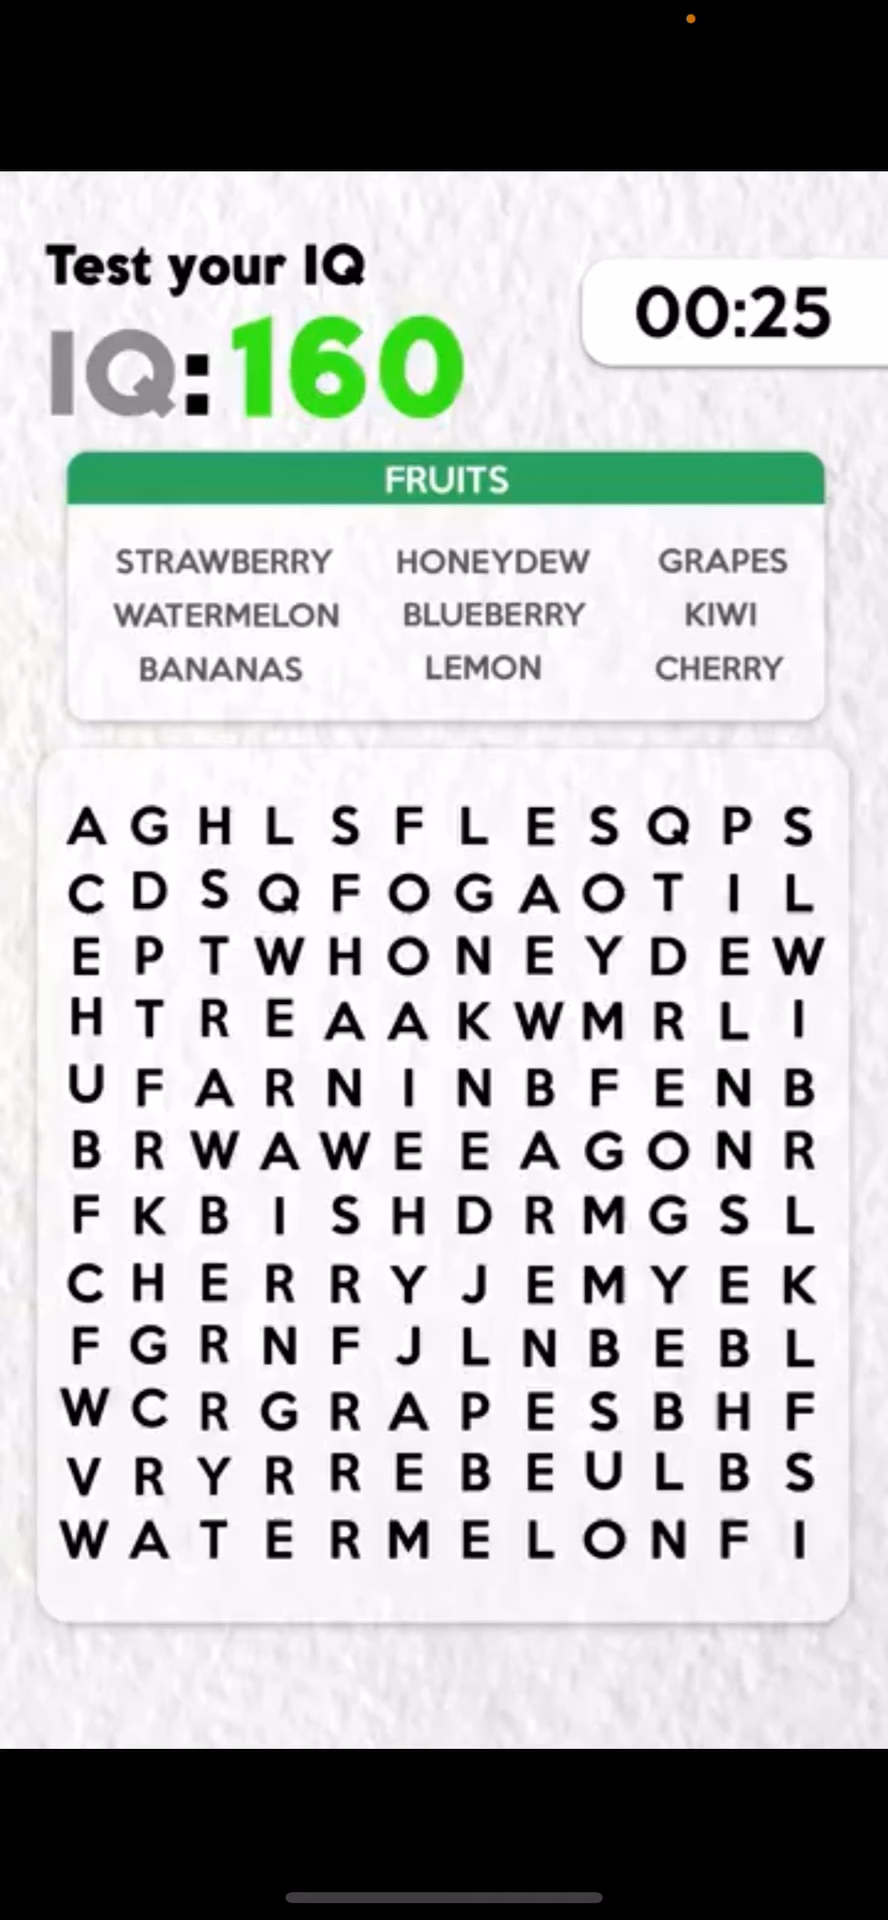 Test your IQ
IQ:160
00:25
FRUITS
STRAWBERRY HONEYDEW GRAPES
WATERMELON BLUEBERRY KIWI
BANANAS LEMON CHERRY
A G H L S F L E S Q P S
C D S Q F O G A O T I L
E P T W H O N E Y D E W
H T R E A A K W M R L I
U F A R N I N B F E N B
B R W A W E E A G O N R
F K B I S H D R M G S L
C H E R R Y J E M Y E K
F G R N F J L N B E B L
W C R G R A P E S B H F
V R Y R R E B E U L B S
W A T E R M E L O N F I